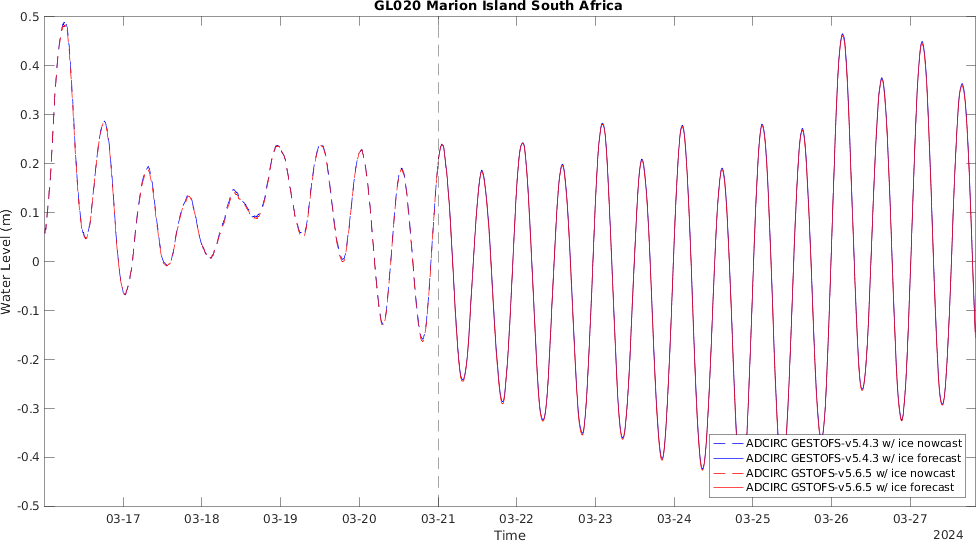 GL020 Marion Island South Africa
0.5
0.4
0.3
0.2
0.1
0
-0.1
-0.2
-0.3
-0.4
-0.5
Water Level (m)
ADCIRC GESTOFS-v5.4.3 w/ ice nowcast
ADCIRC GESTOFS-v5.4.3 w/ ice forecast
ADCIRC GSTOFS-v5.6.5 w/ ice nowcast
ADCIRC GSTOFS-v5.6.5 w/ ice forecast
03-17 03-18 03-19 03-20 03-21 03-22 03-23 03-24 03-25 03-26 03-27
Time
2024